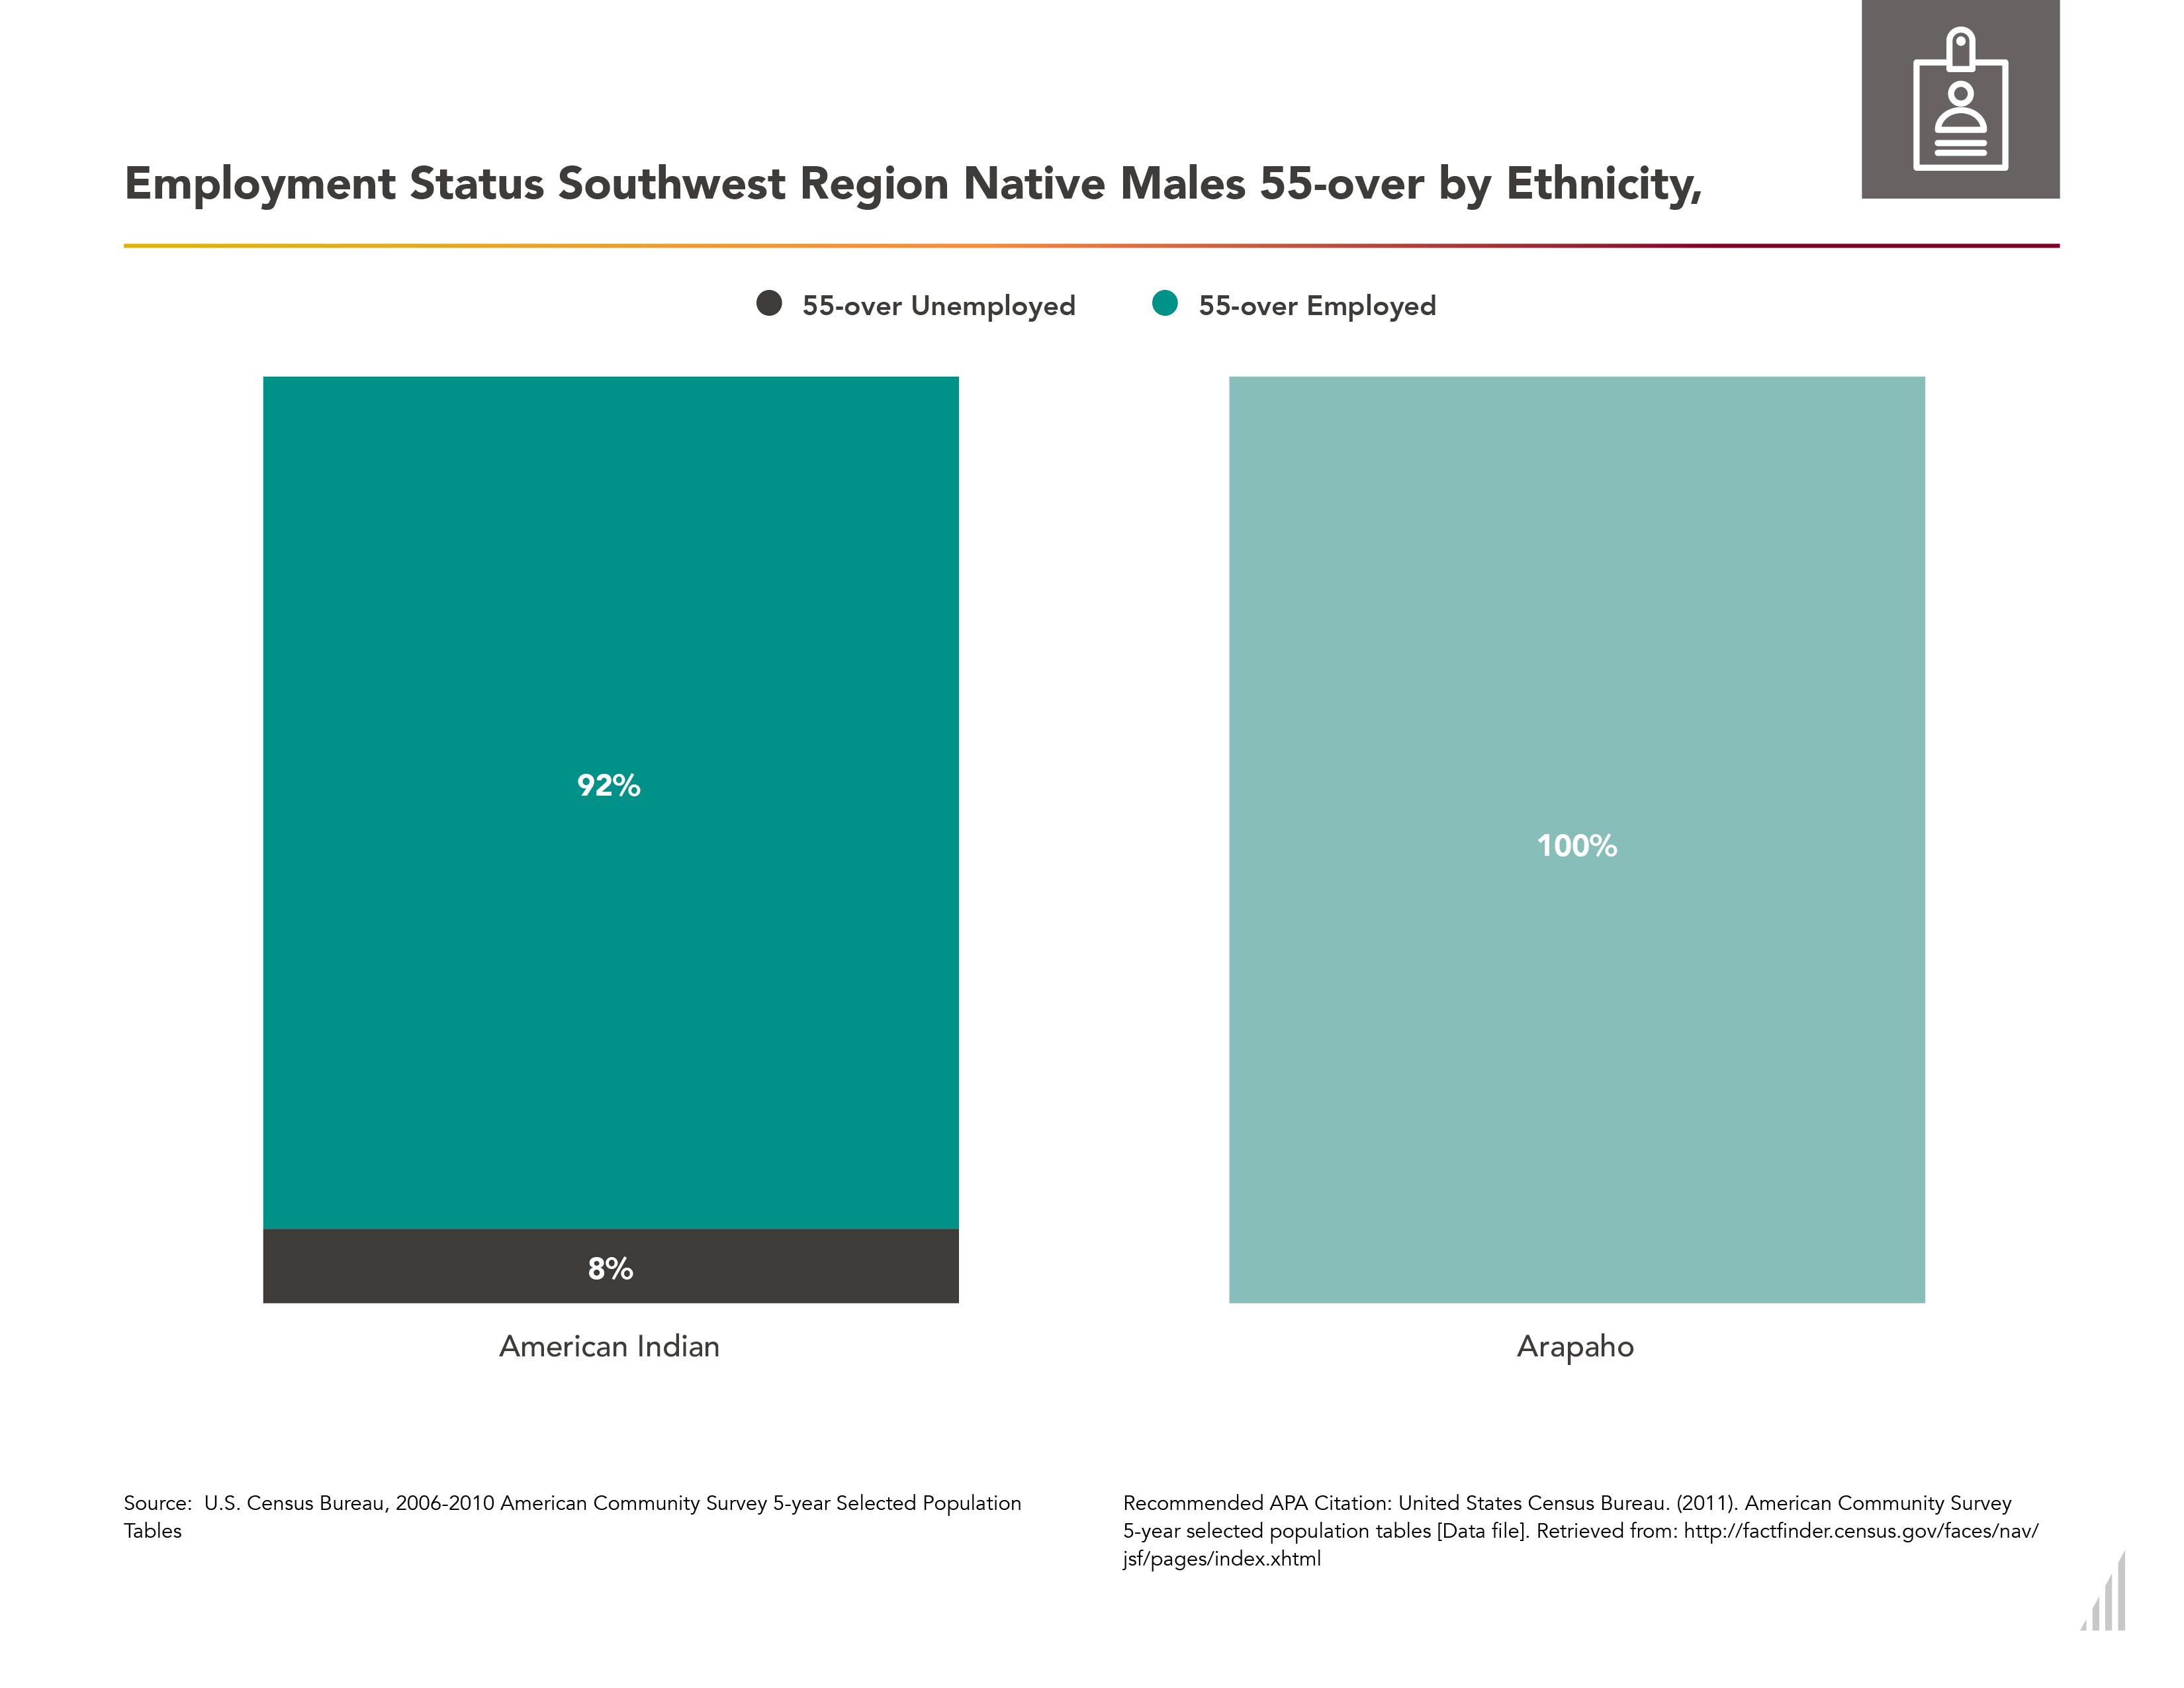 Employment Status Southwest Region Native Males 55-over by Ethnicity,
55-over Unemployed
55-over Employed
92%
100%
8%
American Indian
Arapaho
Source:  U.S. Census Bureau, 2006-2010 American Community Survey 5-year Selected Population
Tables
Recommended APA Citation: United States Census Bureau. (2011). American Community Survey
5-year selected population tables [Data file]. Retrieved from: http://factfinder.census.gov/faces/nav/
jsf/pages/index.xhtml